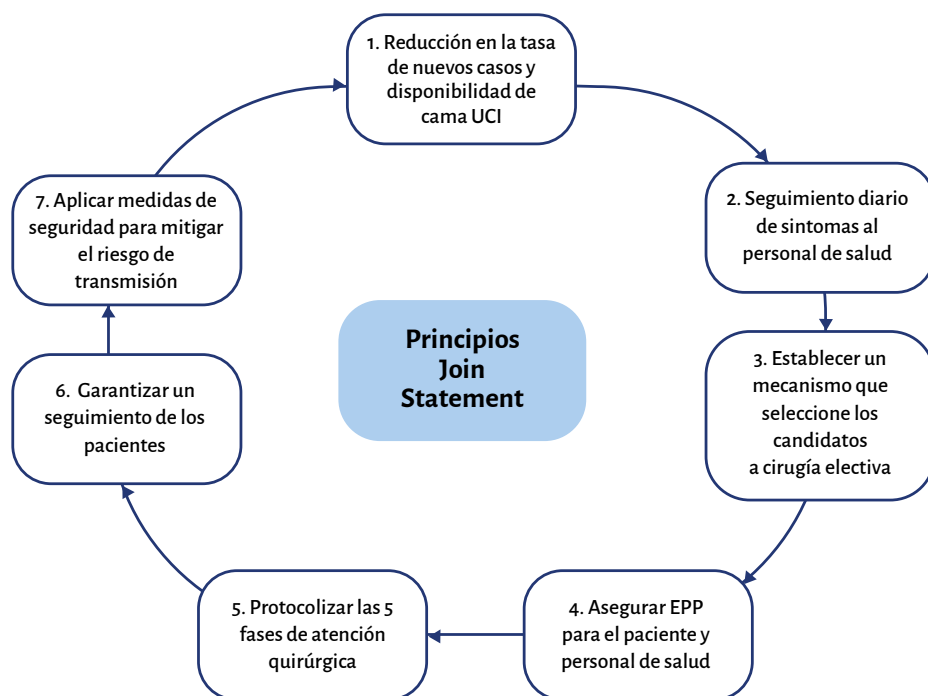 1. Reducción en la tasa
de nuevos casos y
disponibilidad de
cama UCI
2. Seguimiento diario
de sintomas al
personal de salud
3. Establecer un
mecanismo que
seleccione los
candidatos
a cirugía electiva
4. Asegurar EPP
para el paciente y
personal de salud
5. Protocolizar las 5
fases de atención
quirúrgica
6. Garantizar un
seguimiento de los
pacientes
7. Aplicar medidas de
seguridad para mitigar
el riesgo de
transmisión
Principios
Join
Statement